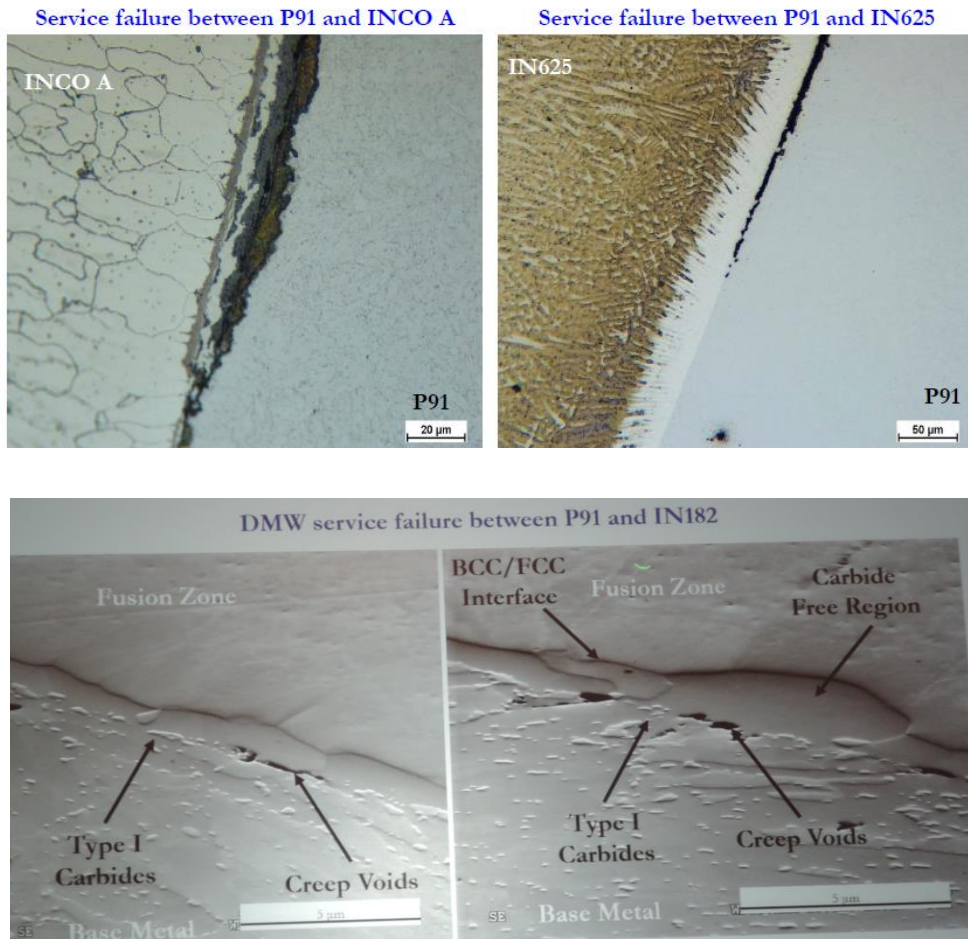 Service failure between P91 and INCO A
Service failure between P91 and IN625
INCO A
P91
20 μm
IN625
P91
50 μm
DMW service failure between P91 and IN182
Fusion Zone
Type I
Carbides
Creep Voids
Base Metal
SE
5 μm
BCC/FCC
Interface
Fusion Zone
Carbide
Free Region
Type I
Carbides
Creep Voids
Base Metal
SE
W
5 μm